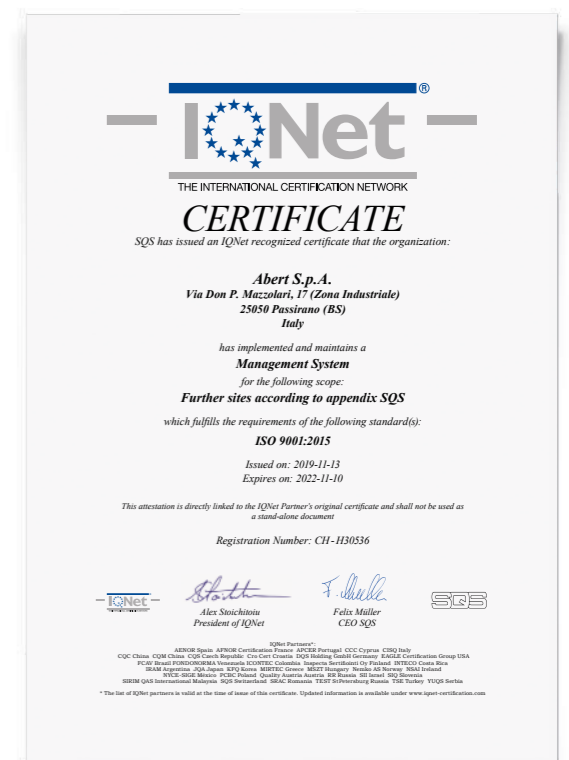 ®
IQNet
THE INTERNATIONAL CERTIFICATION NETWORK
CERTIFICATE
SQS has issued an IQNet recognized certificate that the organization:
Abert S.p.A.
Via Don P. Mazzolari, 17 (Zona Industriale)
25050 Passirano (BS)
Italy
has implemented and maintains a
Management System
for the following scope:
Further sites according to appendix SQS
which fulfills the requirements of the following standard(s):
ISO 9001:2015
Issued on: 2019-11-13
Expires on: 2022-11-10
This attestation is directly linked to the IQNet Partner's original certificate and shall not be used as
a stand-alone document
Registration Number: CH-H30536
IQNet
SQS
Alex Stoichitoiu
President of IQNet
Felix Müller
CEO SQS
IQNet Partners*:
AENOR Spain AFNOR Certification France APCER Portugal CCC Cyprus CISQ Italy
CQC China CQM China CQS Czech Republic Cro Cert Croatia DQS Holding GmbH Germany EAGLE Certification Group USA
FCAV Brazil FONDONORMA Venezuela ICONTEC Colombia Inspecta Sertifiointi Oy Finland INTECO Costa Rica
IRAM Argentina JQA Japan KFQ Korea MIRTEC Greece MSZT Hungary Nemko AS Norway NSAI Ireland
NYCE-SIGE México PCBC Poland Quality Austria Austria RR Russia SII Israel SIQ Slovenia
SIRIM QAS International Malaysia SQS Switzerland SRAC Romania TEST St Petersburg Russia TSE Turkey YUQS Serbia
* The list of IQNet partners is valid at the time of issue of this certificate. Updated information is available under www.iqnet-certification.com